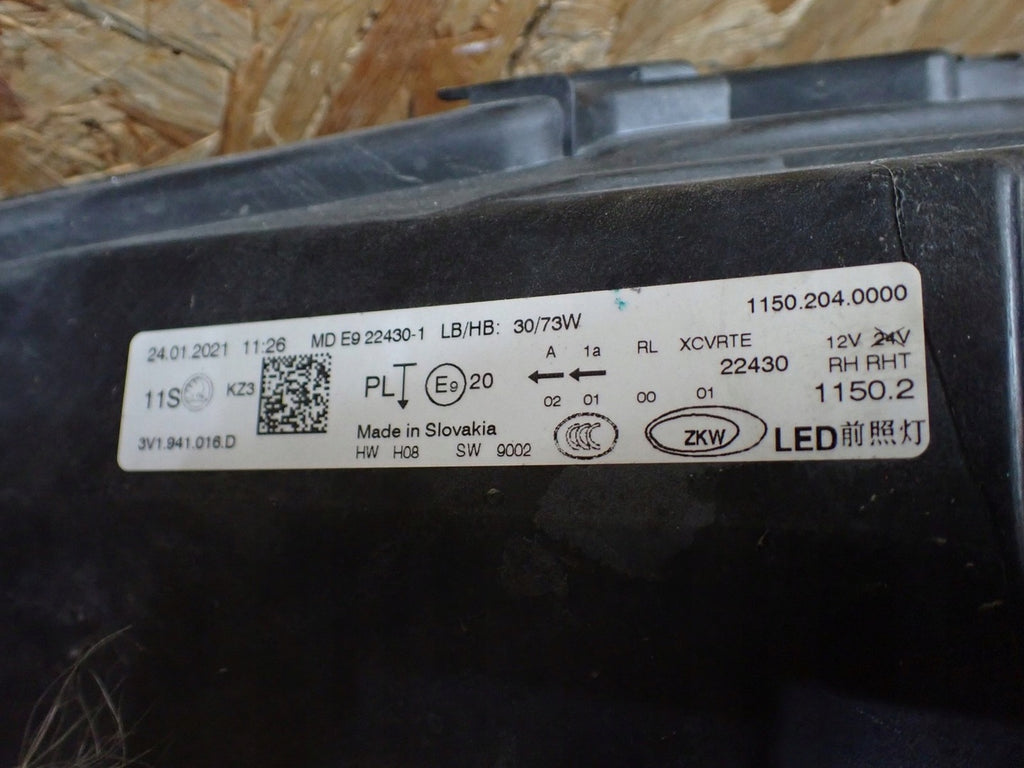 1150.204.0000
24.01.2021 11:26 MD E9 22430-1 LB/HB: 30/73W
A 1a RL XCVRTE 12V 24V
11S KZ3 PL E9 20 22430 RH RHT
02 01 00 01 1150.2
3V1.941.016.D Made in Slovakia CCC ZKW LED前照灯
HW H08 SW 9002